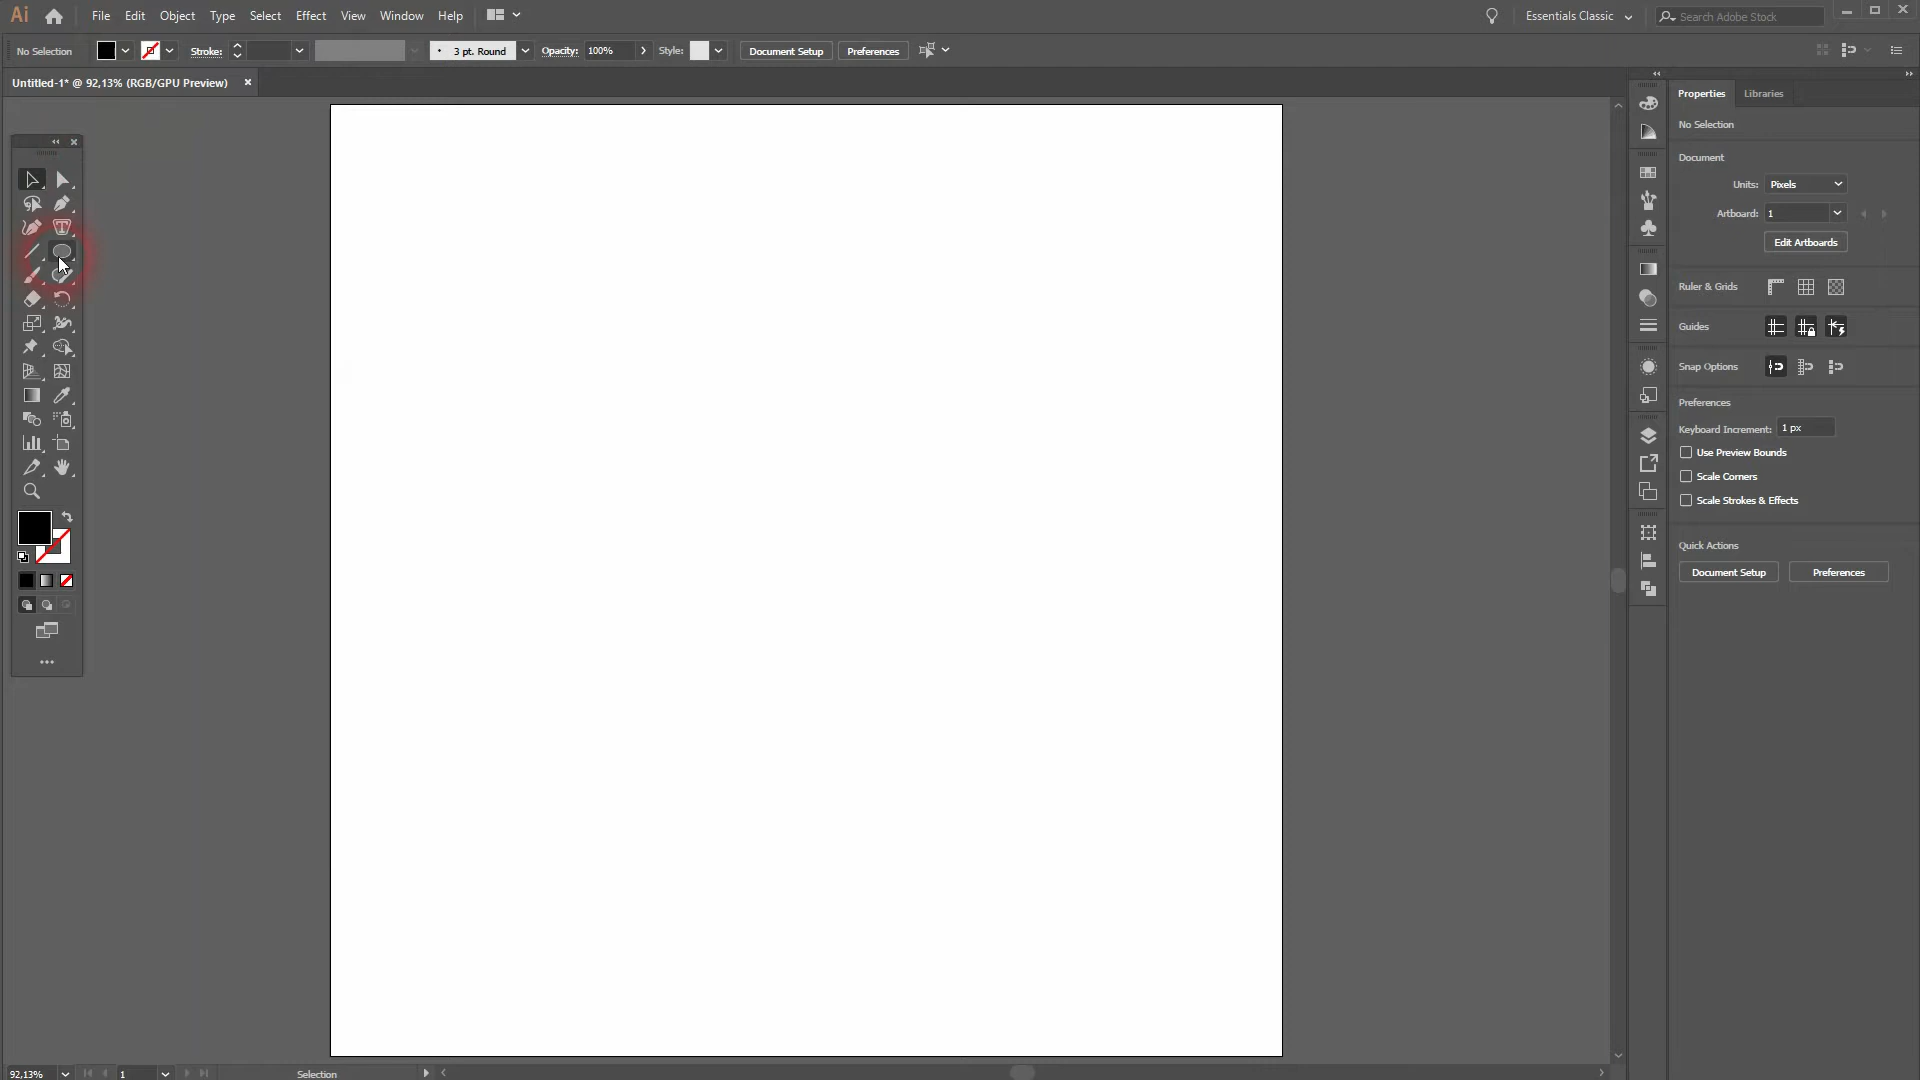 Ai File Edit Object Type Select Effect View Window Help Essentials Classic Search Adobe Stock
No Selection Stroke: 3 pt. Round Opacity: 100% Style: Document Setup Preferences
Untitled-1* @ 92,13% (RGB/GPU Preview)
Properties Libraries
No Selection
Document
Units: Pixels
Artboard: 1
Edit Artboards
Ruler & Grids
Guides
Snap Options
Preferences
Keyboard Increment: 1 px
Use Preview Bounds
Scale Corners
Scale Strokes & Effects
Quick Actions
Document Setup Preferences
92,13% 1 Selection